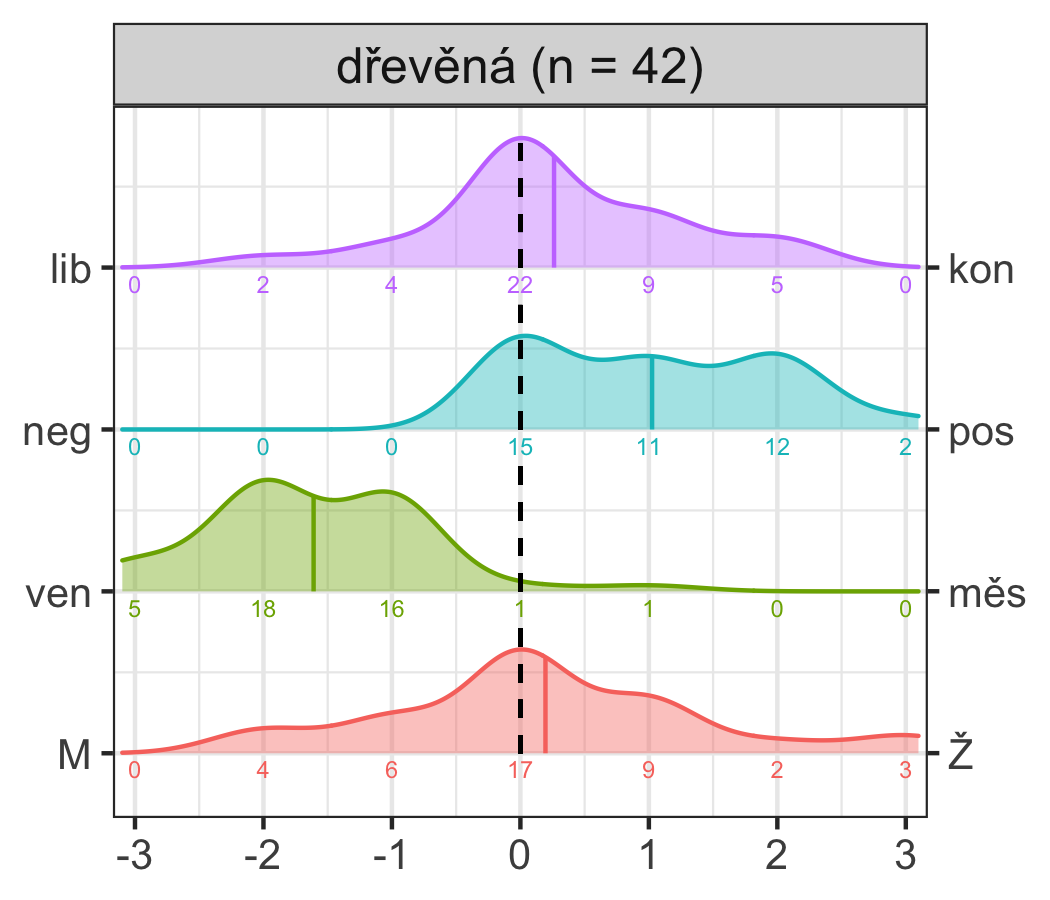 dřevěná (n = 42)
lib kon
0 2 4 22 9 5 0
neg pos
0 0 0 15 11 12 2
ven měs
5 18 16 1 1 0 0
M Ž
0 4 6 17 9 2 3
-3 -2 -1 0 1 2 3